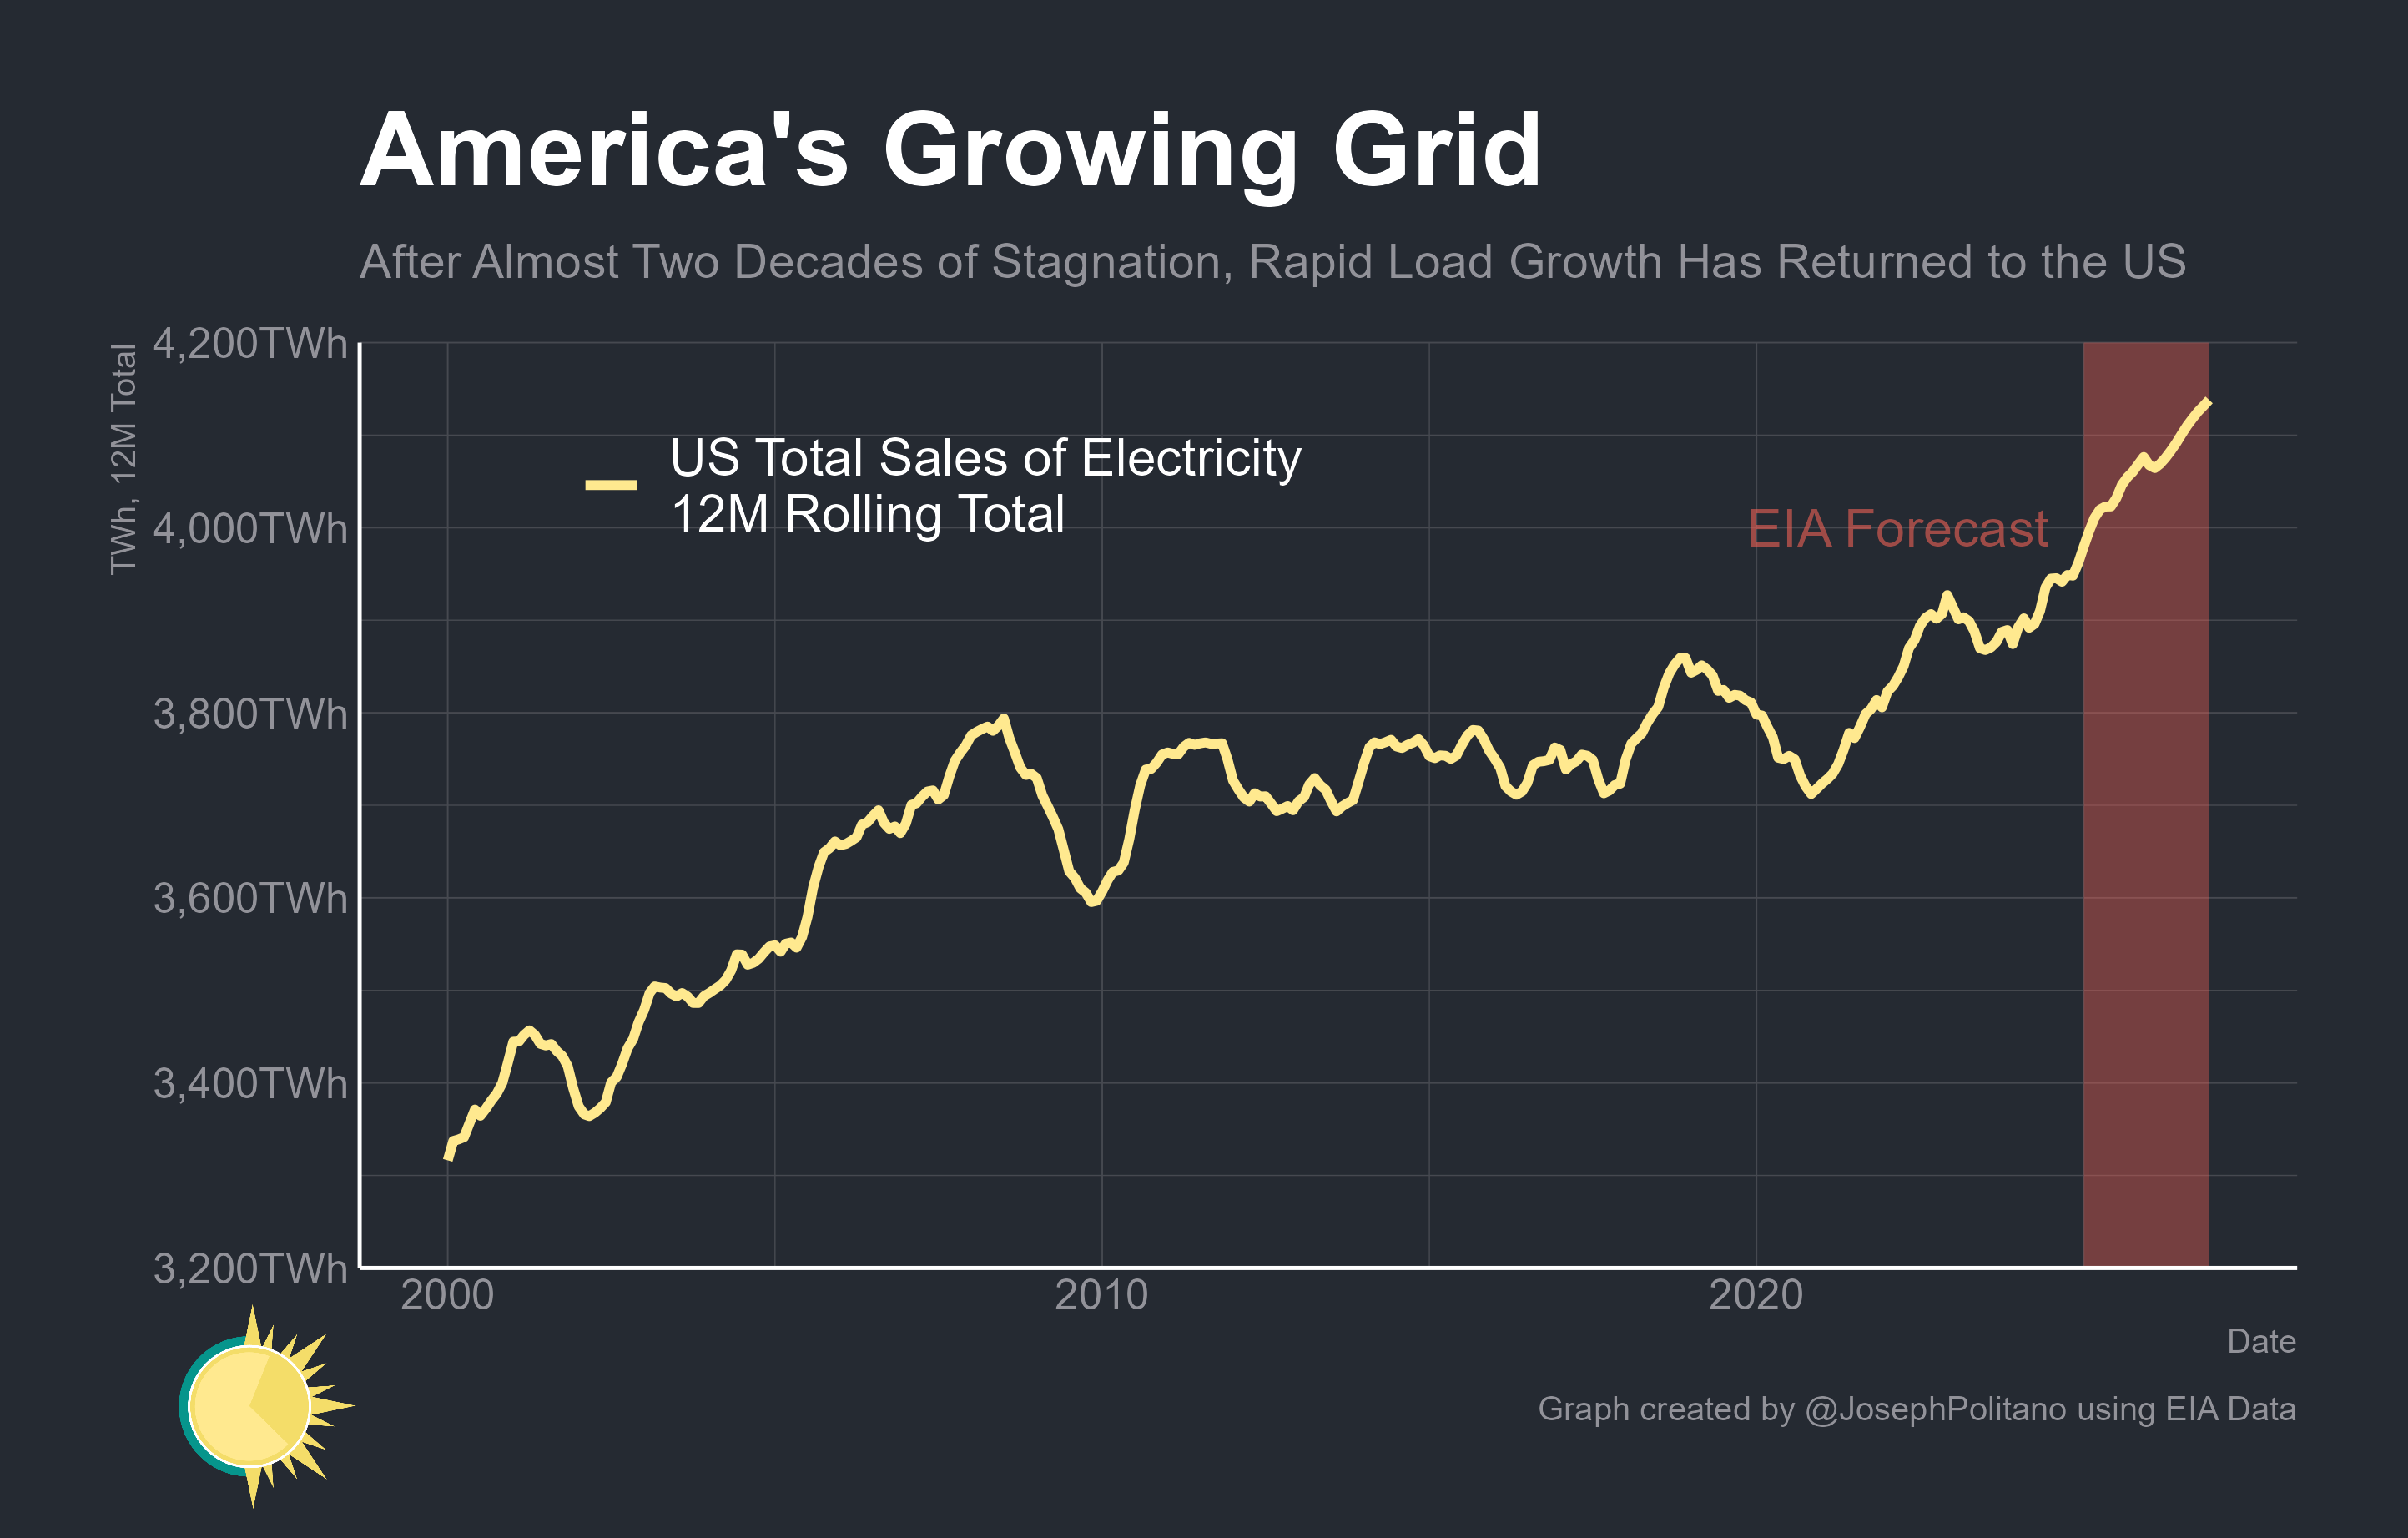 America's Growing Grid
After Almost Two Decades of Stagnation, Rapid Load Growth Has Returned to the US
TWh, 12M Total
4,200TWh
4,000TWh
3,800TWh
3,600TWh
3,400TWh
3,200TWh
US Total Sales of Electricity
12M Rolling Total
EIA Forecast
2000
2010
2020
Date
Graph created by @JosephPolitano using EIA Data